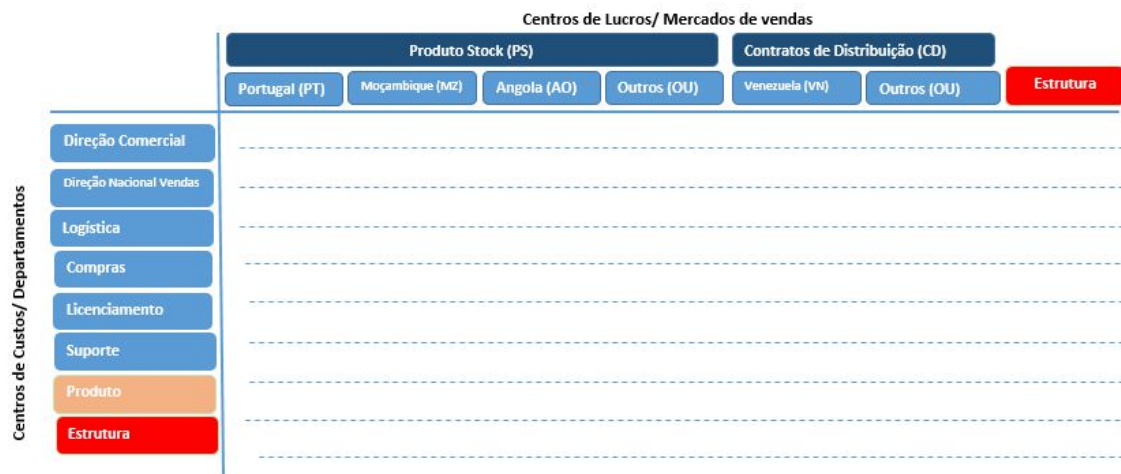 Centros de Lucros/ Mercados de vendas
Produto Stock (PS)
Contratos de Distribuição (CD)
Portugal (PT)
Moçambique (MZ)
Angola (AO)
Outros (OU)
Venezuela (VN)
Outros (OU)
Estrutura
Centros de Custos/ Departamentos
Direção Comercial
Direção Nacional Vendas
Logística
Compras
Licenciamento
Suporte
Produto
Estrutura